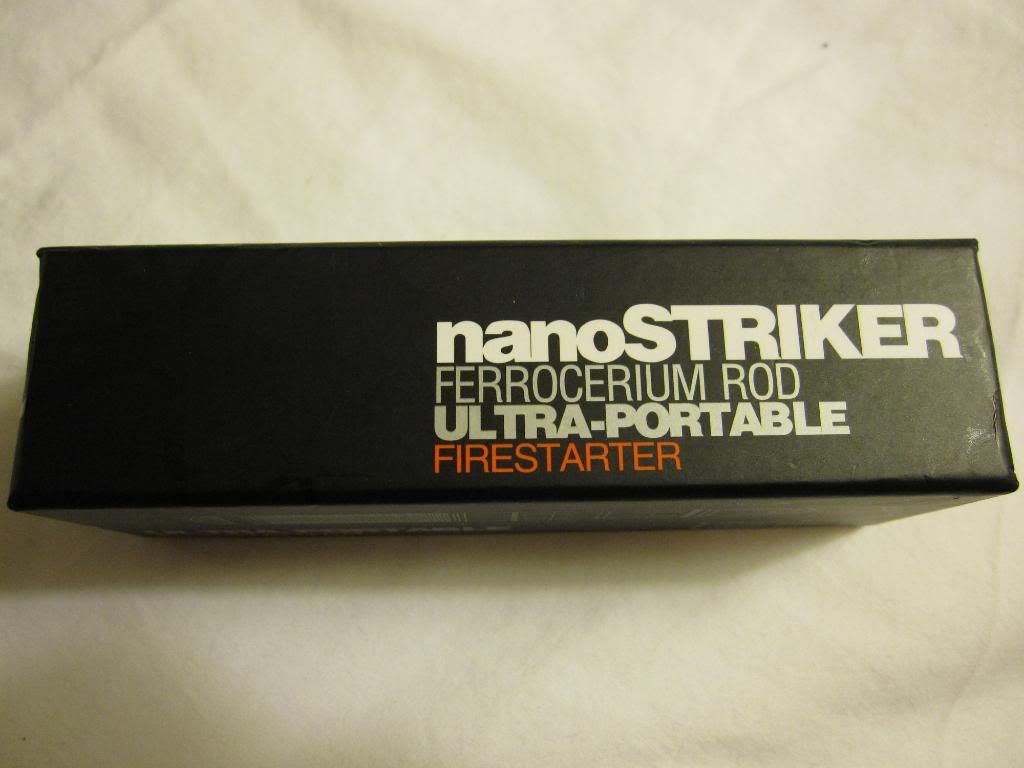 nanoSTRIKER
FERROCERIUM ROD
ULTRA-PORTABLE
FIRESTARTER